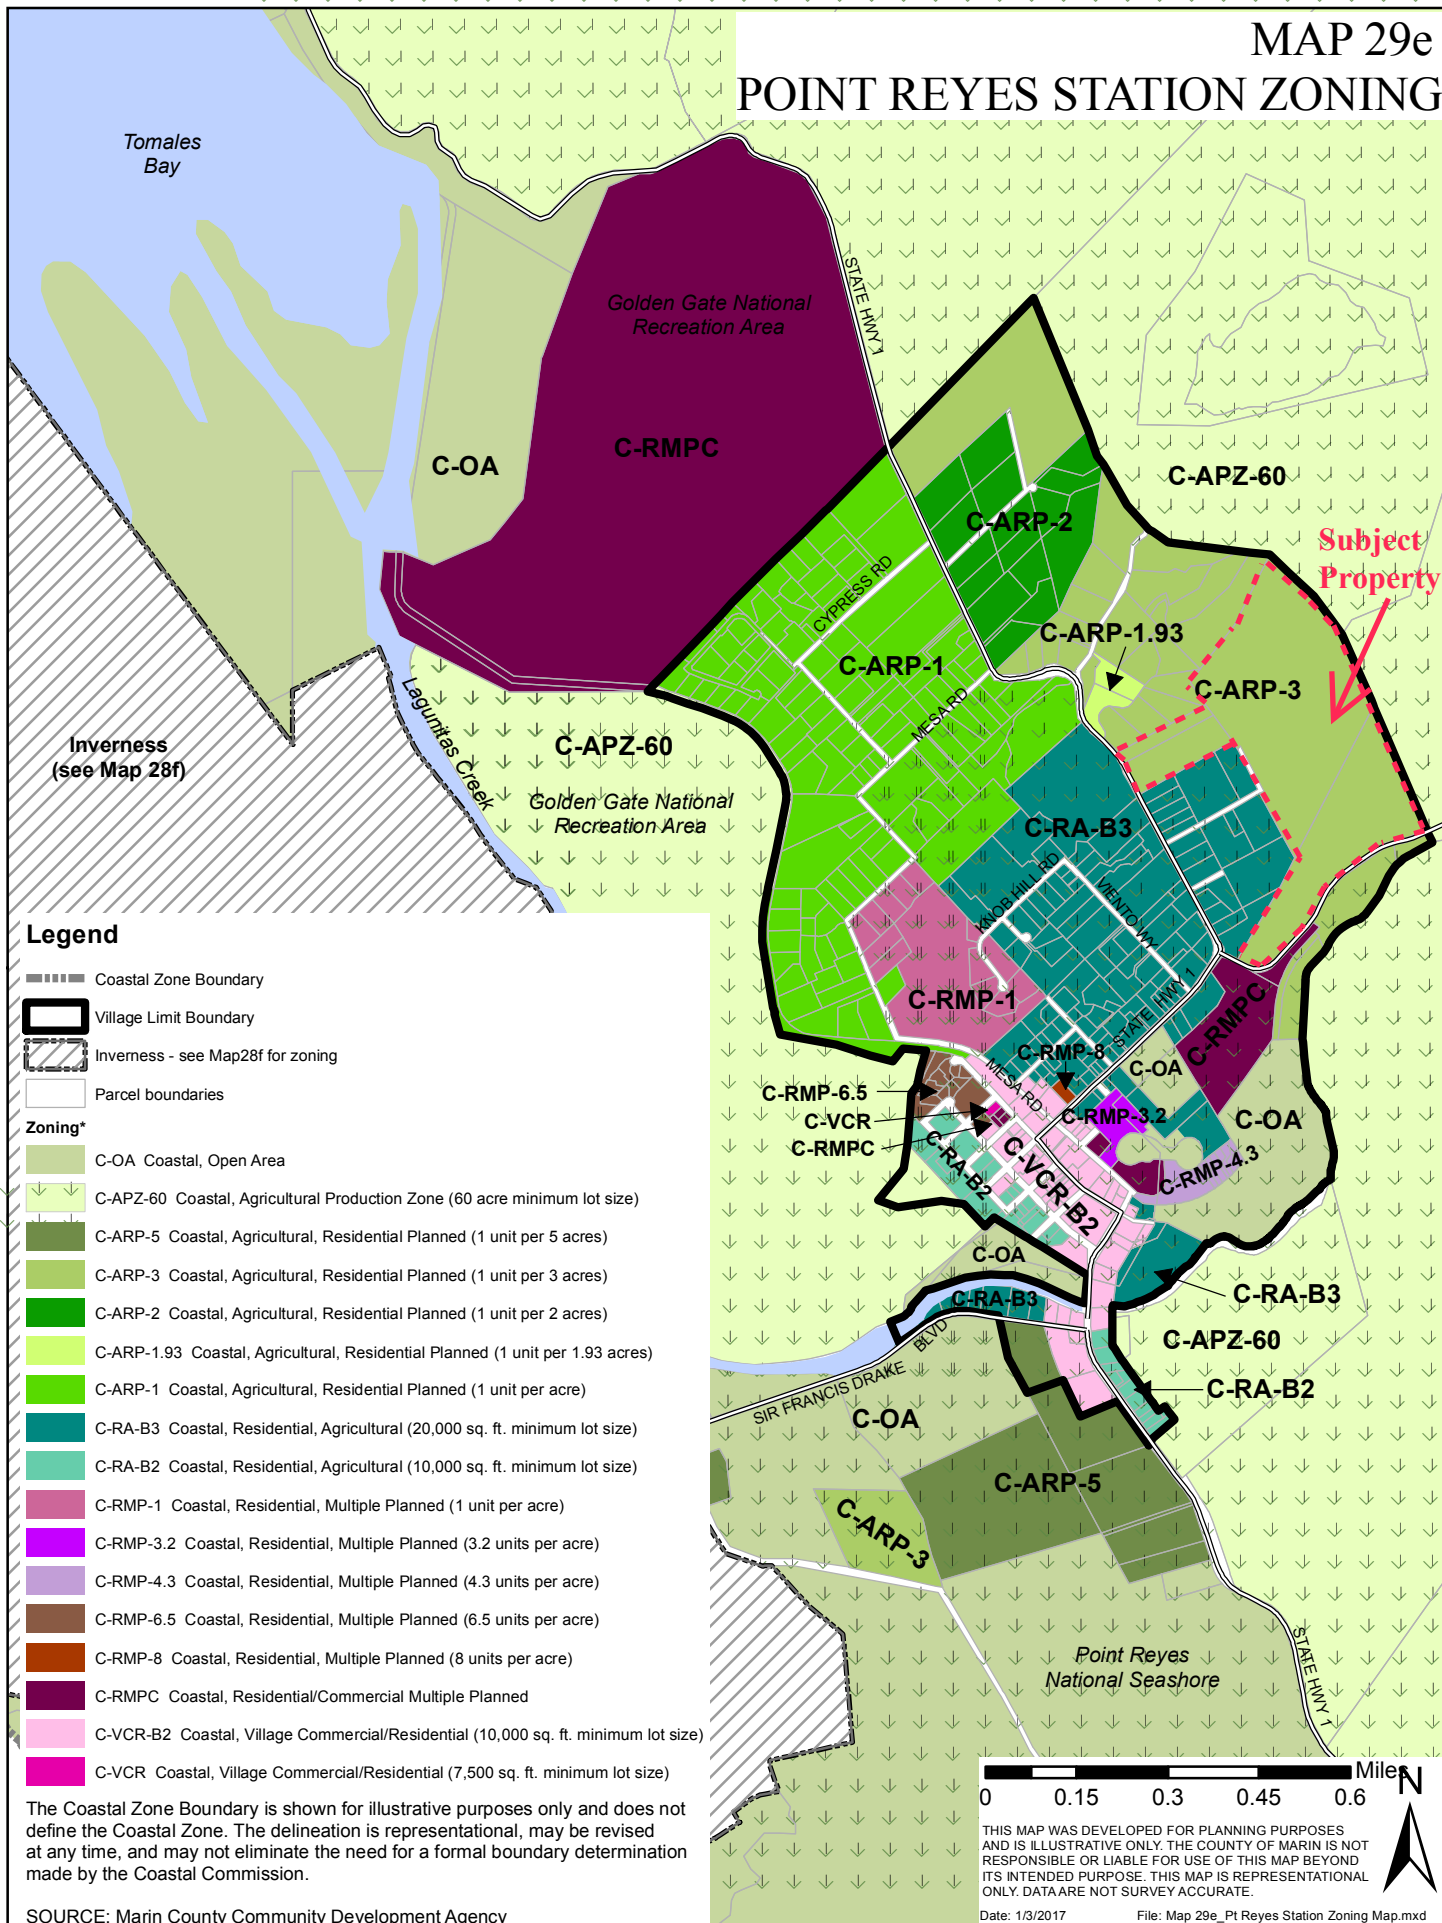 MAP 29e
POINT REYES STATION ZONING
Tomales
Bay
Golden Gate National
Recreation Area
STATE HWY 1
C-OA
C-RMPC
C-APZ-60
C-ARP-2
Subject
Property
CYPRESS RD
C-ARP-1.93
C-ARP-1
C-ARP-3
MESA RD
Lagunitas Creek
Inverness
(see Map 28f)
C-APZ-60
Golden Gate National
Recreation Area
C-RA-B3
KNOB HILL RD
VIENTO WY
C-RMP-1
STATE HWY 1
C-RMPC
C-RMP-8
C-OA
MESA RD
C-RMP-6.5
C-VCR
C-RMPC
C-RMP-3.2
C-OA
C-RA-B2
C-VCR-B2
C-RMP-4.3
C-OA
C-RA-B3
C-RA-B3
C-APZ-60
SIR FRANCIS DRAKE BLVD
C-RA-B2
C-OA
C-ARP-5
C-ARP-3
Point Reyes
National Seashore
STATE HWY 1
Legend
Coastal Zone Boundary
Village Limit Boundary
Inverness - see Map28f for zoning
Parcel boundaries
Zoning*
C-OA Coastal, Open Area
C-APZ-60 Coastal, Agricultural Production Zone (60 acre minimum lot size)
C-ARP-5 Coastal, Agricultural, Residential Planned (1 unit per 5 acres)
C-ARP-3 Coastal, Agricultural, Residential Planned (1 unit per 3 acres)
C-ARP-2 Coastal, Agricultural, Residential Planned (1 unit per 2 acres)
C-ARP-1.93 Coastal, Agricultural, Residential Planned (1 unit per 1.93 acres)
C-ARP-1 Coastal, Agricultural, Residential Planned (1 unit per acre)
C-RA-B3 Coastal, Residential, Agricultural (20,000 sq. ft. minimum lot size)
C-RA-B2 Coastal, Residential, Agricultural (10,000 sq. ft. minimum lot size)
C-RMP-1 Coastal, Residential, Multiple Planned (1 unit per acre)
C-RMP-3.2 Coastal, Residential, Multiple Planned (3.2 units per acre)
C-RMP-4.3 Coastal, Residential, Multiple Planned (4.3 units per acre)
C-RMP-6.5 Coastal, Residential, Multiple Planned (6.5 units per acre)
C-RMP-8 Coastal, Residential, Multiple Planned (8 units per acre)
C-RMPC Coastal, Residential/Commercial Multiple Planned
C-VCR-B2 Coastal, Village Commercial/Residential (10,000 sq. ft. minimum lot size)
C-VCR Coastal, Village Commercial/Residential (7,500 sq. ft. minimum lot size)
The Coastal Zone Boundary is shown for illustrative purposes only and does not
define the Coastal Zone. The delineation is representational, may be revised
at any time, and may not eliminate the need for a formal boundary determination
made by the Coastal Commission.
SOURCE: Marin County Community Development Agency
Miles
N
0 0.15 0.3 0.45 0.6
THIS MAP WAS DEVELOPED FOR PLANNING PURPOSES
AND IS ILLUSTRATIVE ONLY. THE COUNTY OF MARIN IS NOT
RESPONSIBLE OR LIABLE FOR USE OF THIS MAP BEYOND
ITS INTENDED PURPOSE. THIS MAP IS REPRESENTATIONAL
ONLY. DATA ARE NOT SURVEY ACCURATE.
Date: 1/3/2017 File: Map 29e_Pt Reyes Station Zoning Map.mxd